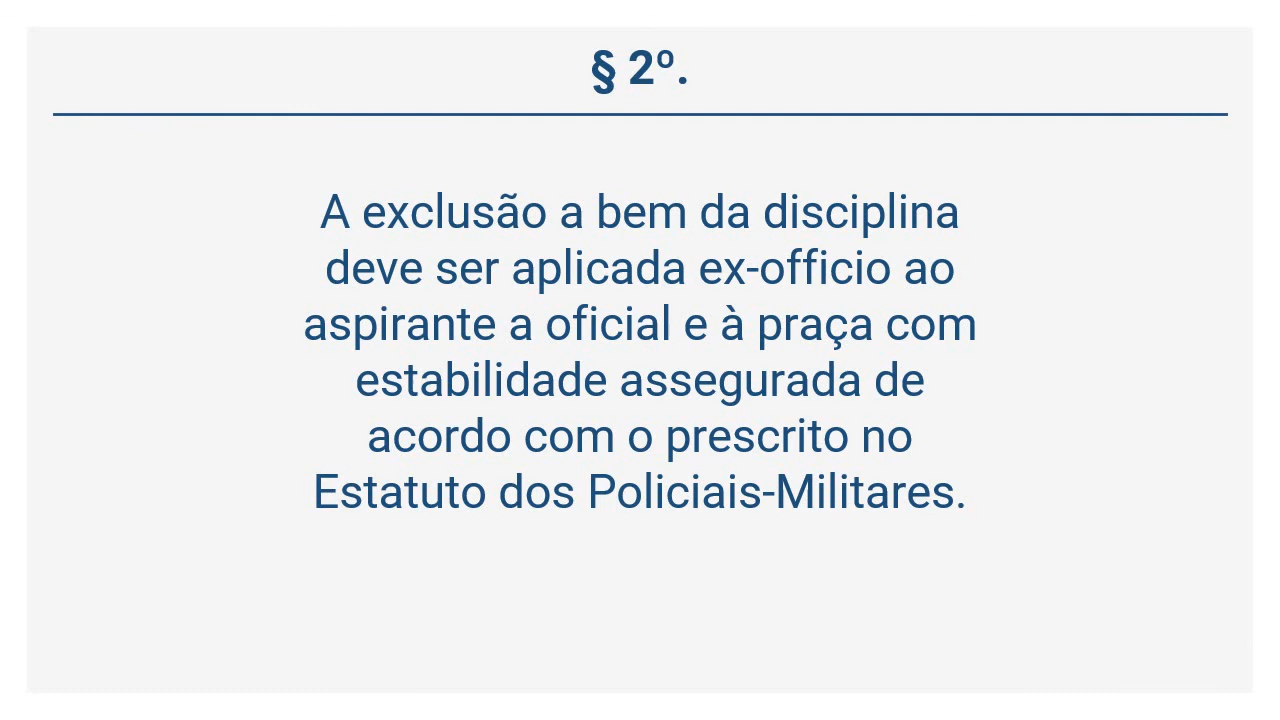 § 2º.
A exclusão a bem da disciplina
deve ser aplicada ex-officio ao
aspirante a oficial e à praça com
estabilidade assegurada de
acordo com o prescrito no
Estatuto dos Policiais-Militares.